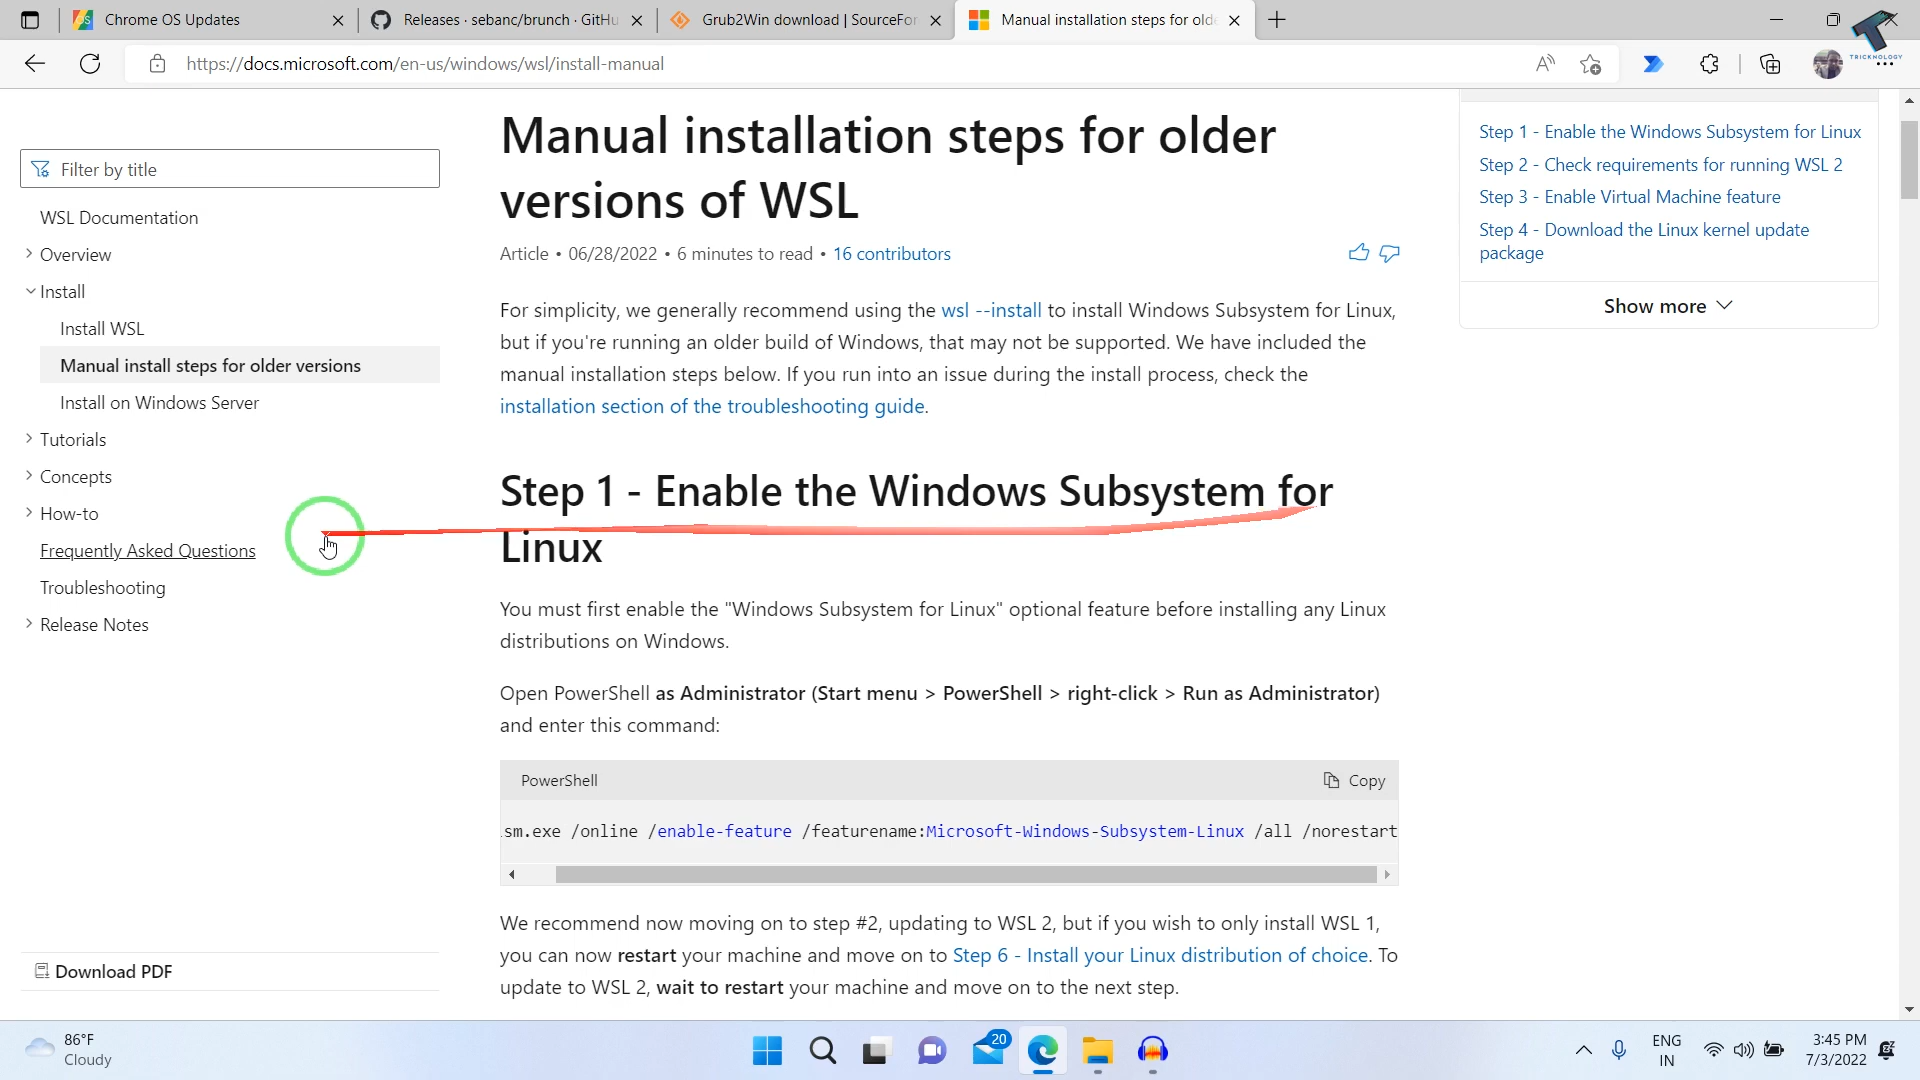 Chrome OS Updates
Releases · sebanc/brunch · GitHu
Grub2Win download | SourceFor
Manual installation steps for olde
https://docs.microsoft.com/en-us/windows/wsl/install-manual
TRICKNOLOGY
Filter by title
WSL Documentation
Overview
Install
Install WSL
Manual install steps for older versions
Install on Windows Server
Tutorials
Concepts
How-to
Frequently Asked Questions
Troubleshooting
Release Notes
Download PDF
Manual installation steps for older
versions of WSL
Article • 06/28/2022 • 6 minutes to read • 16 contributors
For simplicity, we generally recommend using the wsl --install to install Windows Subsystem for Linux,
but if you're running an older build of Windows, that may not be supported. We have included the
manual installation steps below. If you run into an issue during the install process, check the
installation section of the troubleshooting guide.
Step 1 - Enable the Windows Subsystem for
Linux
You must first enable the "Windows Subsystem for Linux" optional feature before installing any Linux
distributions on Windows.
Open PowerShell as Administrator (Start menu > PowerShell > right-click > Run as Administrator)
and enter this command:
PowerShell
Copy
sm.exe /online /enable-feature /featurename:Microsoft-Windows-Subsystem-Linux /all /norestart
We recommend now moving on to step #2, updating to WSL 2, but if you wish to only install WSL 1,
you can now restart your machine and move on to Step 6 - Install your Linux distribution of choice. To
update to WSL 2, wait to restart your machine and move on to the next step.
Step 1 - Enable the Windows Subsystem for Linux
Step 2 - Check requirements for running WSL 2
Step 3 - Enable Virtual Machine feature
Step 4 - Download the Linux kernel update
package
Show more
86°F
Cloudy
20
ENG
IN
3:45 PM
7/3/2022